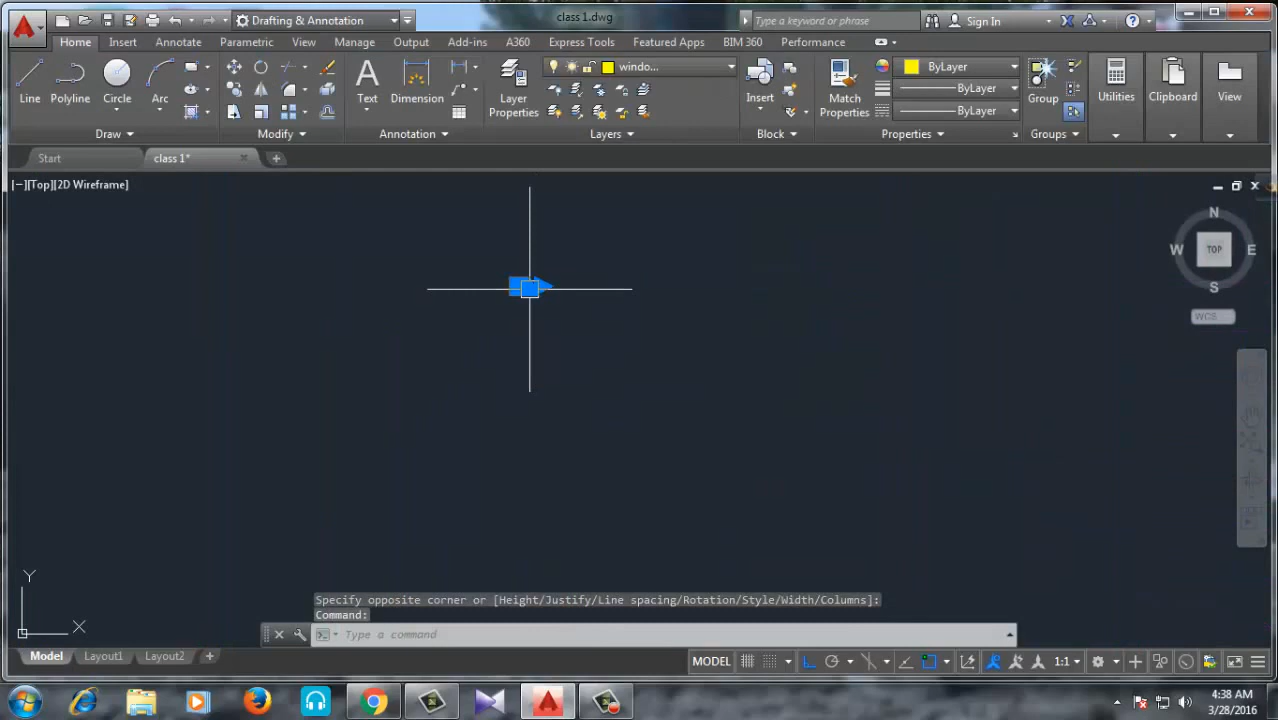 Drafting & Annotation
class 1.dwg
Type a keyword or phrase
Sign In
Home Insert Annotate Parametric View Manage Output Add-ins A360 Express Tools Featured Apps BIM 360 Performance
windo...
ByLayer
Line Polyline Circle Arc
Text Dimension
Layer Properties
Insert
Match Properties
ByLayer
ByLayer
Group
Utilities
Clipboard
View
Draw Modify Annotation Layers Block Properties Groups
Start class 1*
[−][Top][2D Wireframe]
N
W TOP E
S
WCS
Y
X
Specify opposite corner or [Height/Justify/Line spacing/Rotation/Style/Width/Columns]:
Command:
Type a command
Model Layout1 Layout2
MODEL 1:1
4:38 AM
3/28/2016